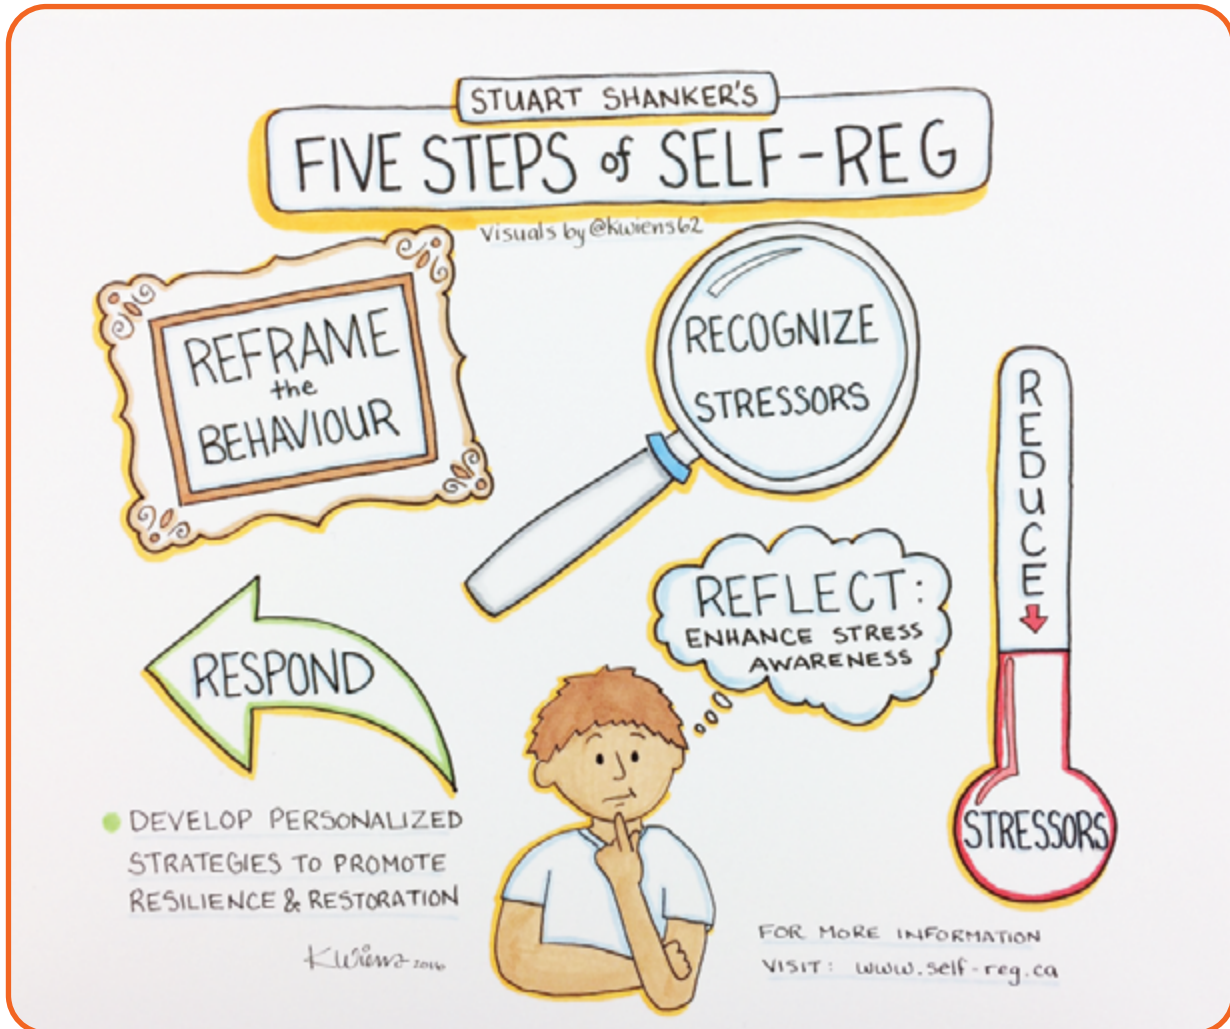 STUART SHANKER'S
FIVE STEPS of SELF-REG
Visuals by @kwiens62
REFRAME
the
BEHAVIOUR
RECOGNIZE
STRESSORS
REDUCE
STRESSORS
REFLECT:
ENHANCE STRESS
AWARENESS
RESPOND
DEVELOP PERSONALIZED
STRATEGIES TO PROMOTE
RESILIENCE & RESTORATION
KWiens 2016
FOR MORE INFORMATION
VISIT: www.self-reg.ca